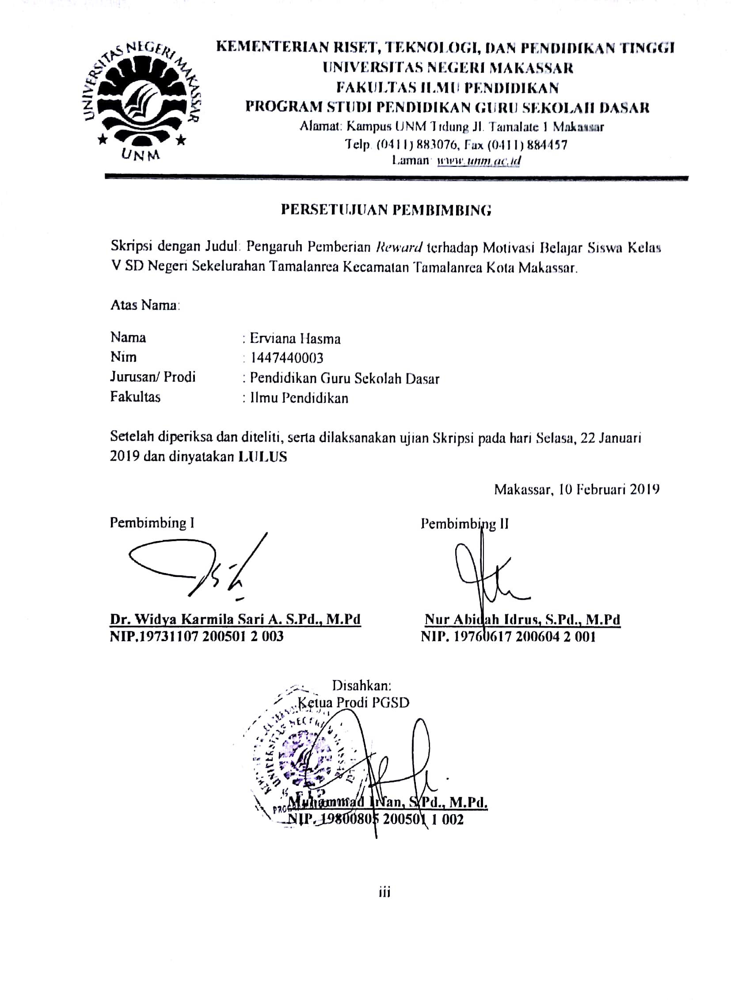 UNIVERSITAS NEGERI MAKASSAR
UNM
KEMENTERIAN RISET, TEKNOLOGI, DAN PENDIDIKAN TINGGI
UNIVERSITAS NEGERI MAKASSAR
FAKULTAS ILMU PENDIDIKAN
PROGRAM STUDI PENDIDIKAN GURU SEKOLAH DASAR
Alamat: Kampus UNM Tidung Jl. Tamalate 1 Makassar
Telp. (0411) 883076, Fax (0411) 884457
Laman: www.unm.ac.id
PERSETUJUAN PEMBIMBING
Skripsi dengan Judul: Pengaruh Pemberian Reward terhadap Motivasi Belajar Siswa Kelas
V SD Negeri Sekelurahan Tamalanrea Kecamatan Tamalanrea Kota Makassar.
Atas Nama:
Nama : Erviana Hasma
Nim : 1447440003
Jurusan/ Prodi : Pendidikan Guru Sekolah Dasar
Fakultas : Ilmu Pendidikan
Setelah diperiksa dan diteliti, serta dilaksanakan ujian Skripsi pada hari Selasa, 22 Januari
2019 dan dinyatakan LULUS
Makassar, 10 Februari 2019
Pembimbing I Pembimbing II
Dr. Widya Karmila Sari A. S.Pd., M.Pd Nur Abidah Idrus, S.Pd., M.Pd
NIP.19731107 200501 2 003 NIP. 19760617 200604 2 001
Disahkan:
Ketua Prodi PGSD
UNIVERSITAS NEGERI MAKASSAR
FIP
Muhammad Irfan, S.Pd., M.Pd.
NIP. 19800805 200501 1 002
iii